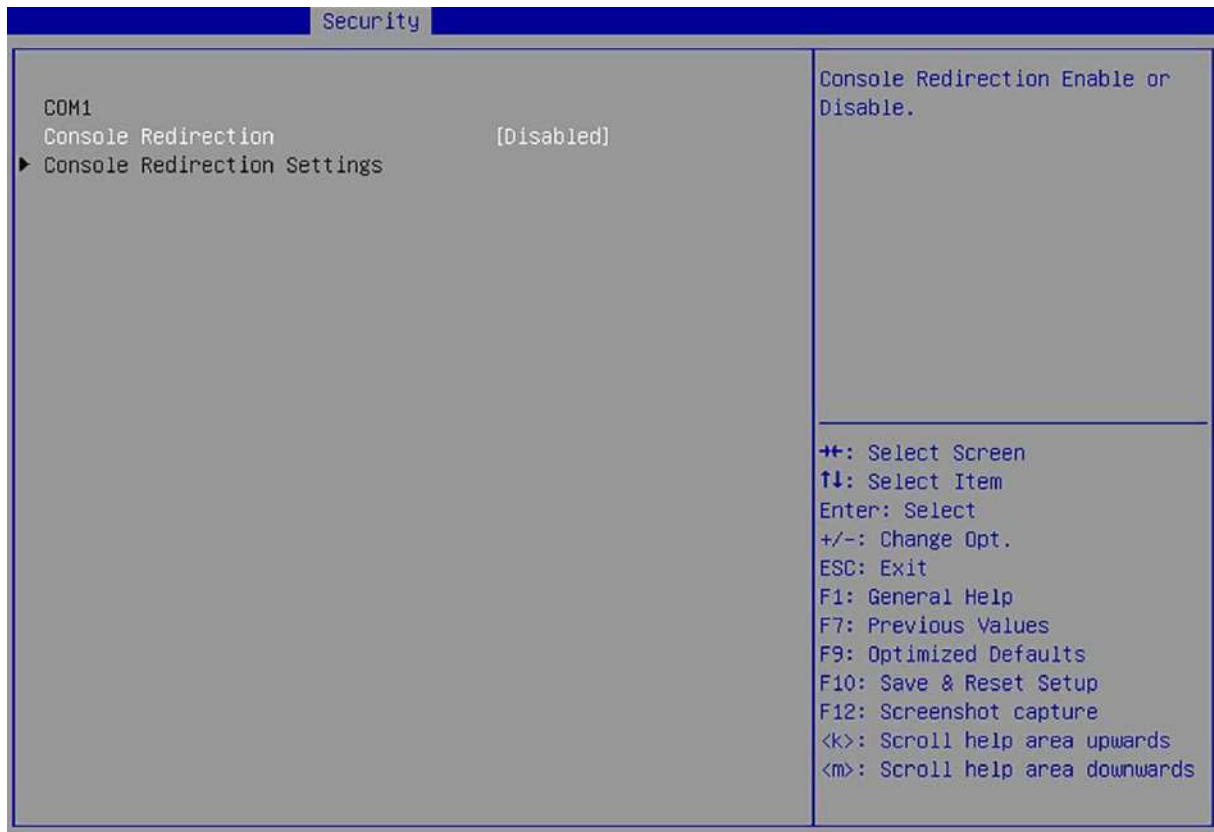 Security
COM1
Console Redirection [Disabled]
▶ Console Redirection Settings
Console Redirection Enable or
Disable.
→←: Select Screen
↑↓: Select Item
Enter: Select
+/-: Change Opt.
ESC: Exit
F1: General Help
F7: Previous Values
F9: Optimized Defaults
F10: Save & Reset Setup
F12: Screenshot capture
<k>: Scroll help area upwards
<m>: Scroll help area downwards